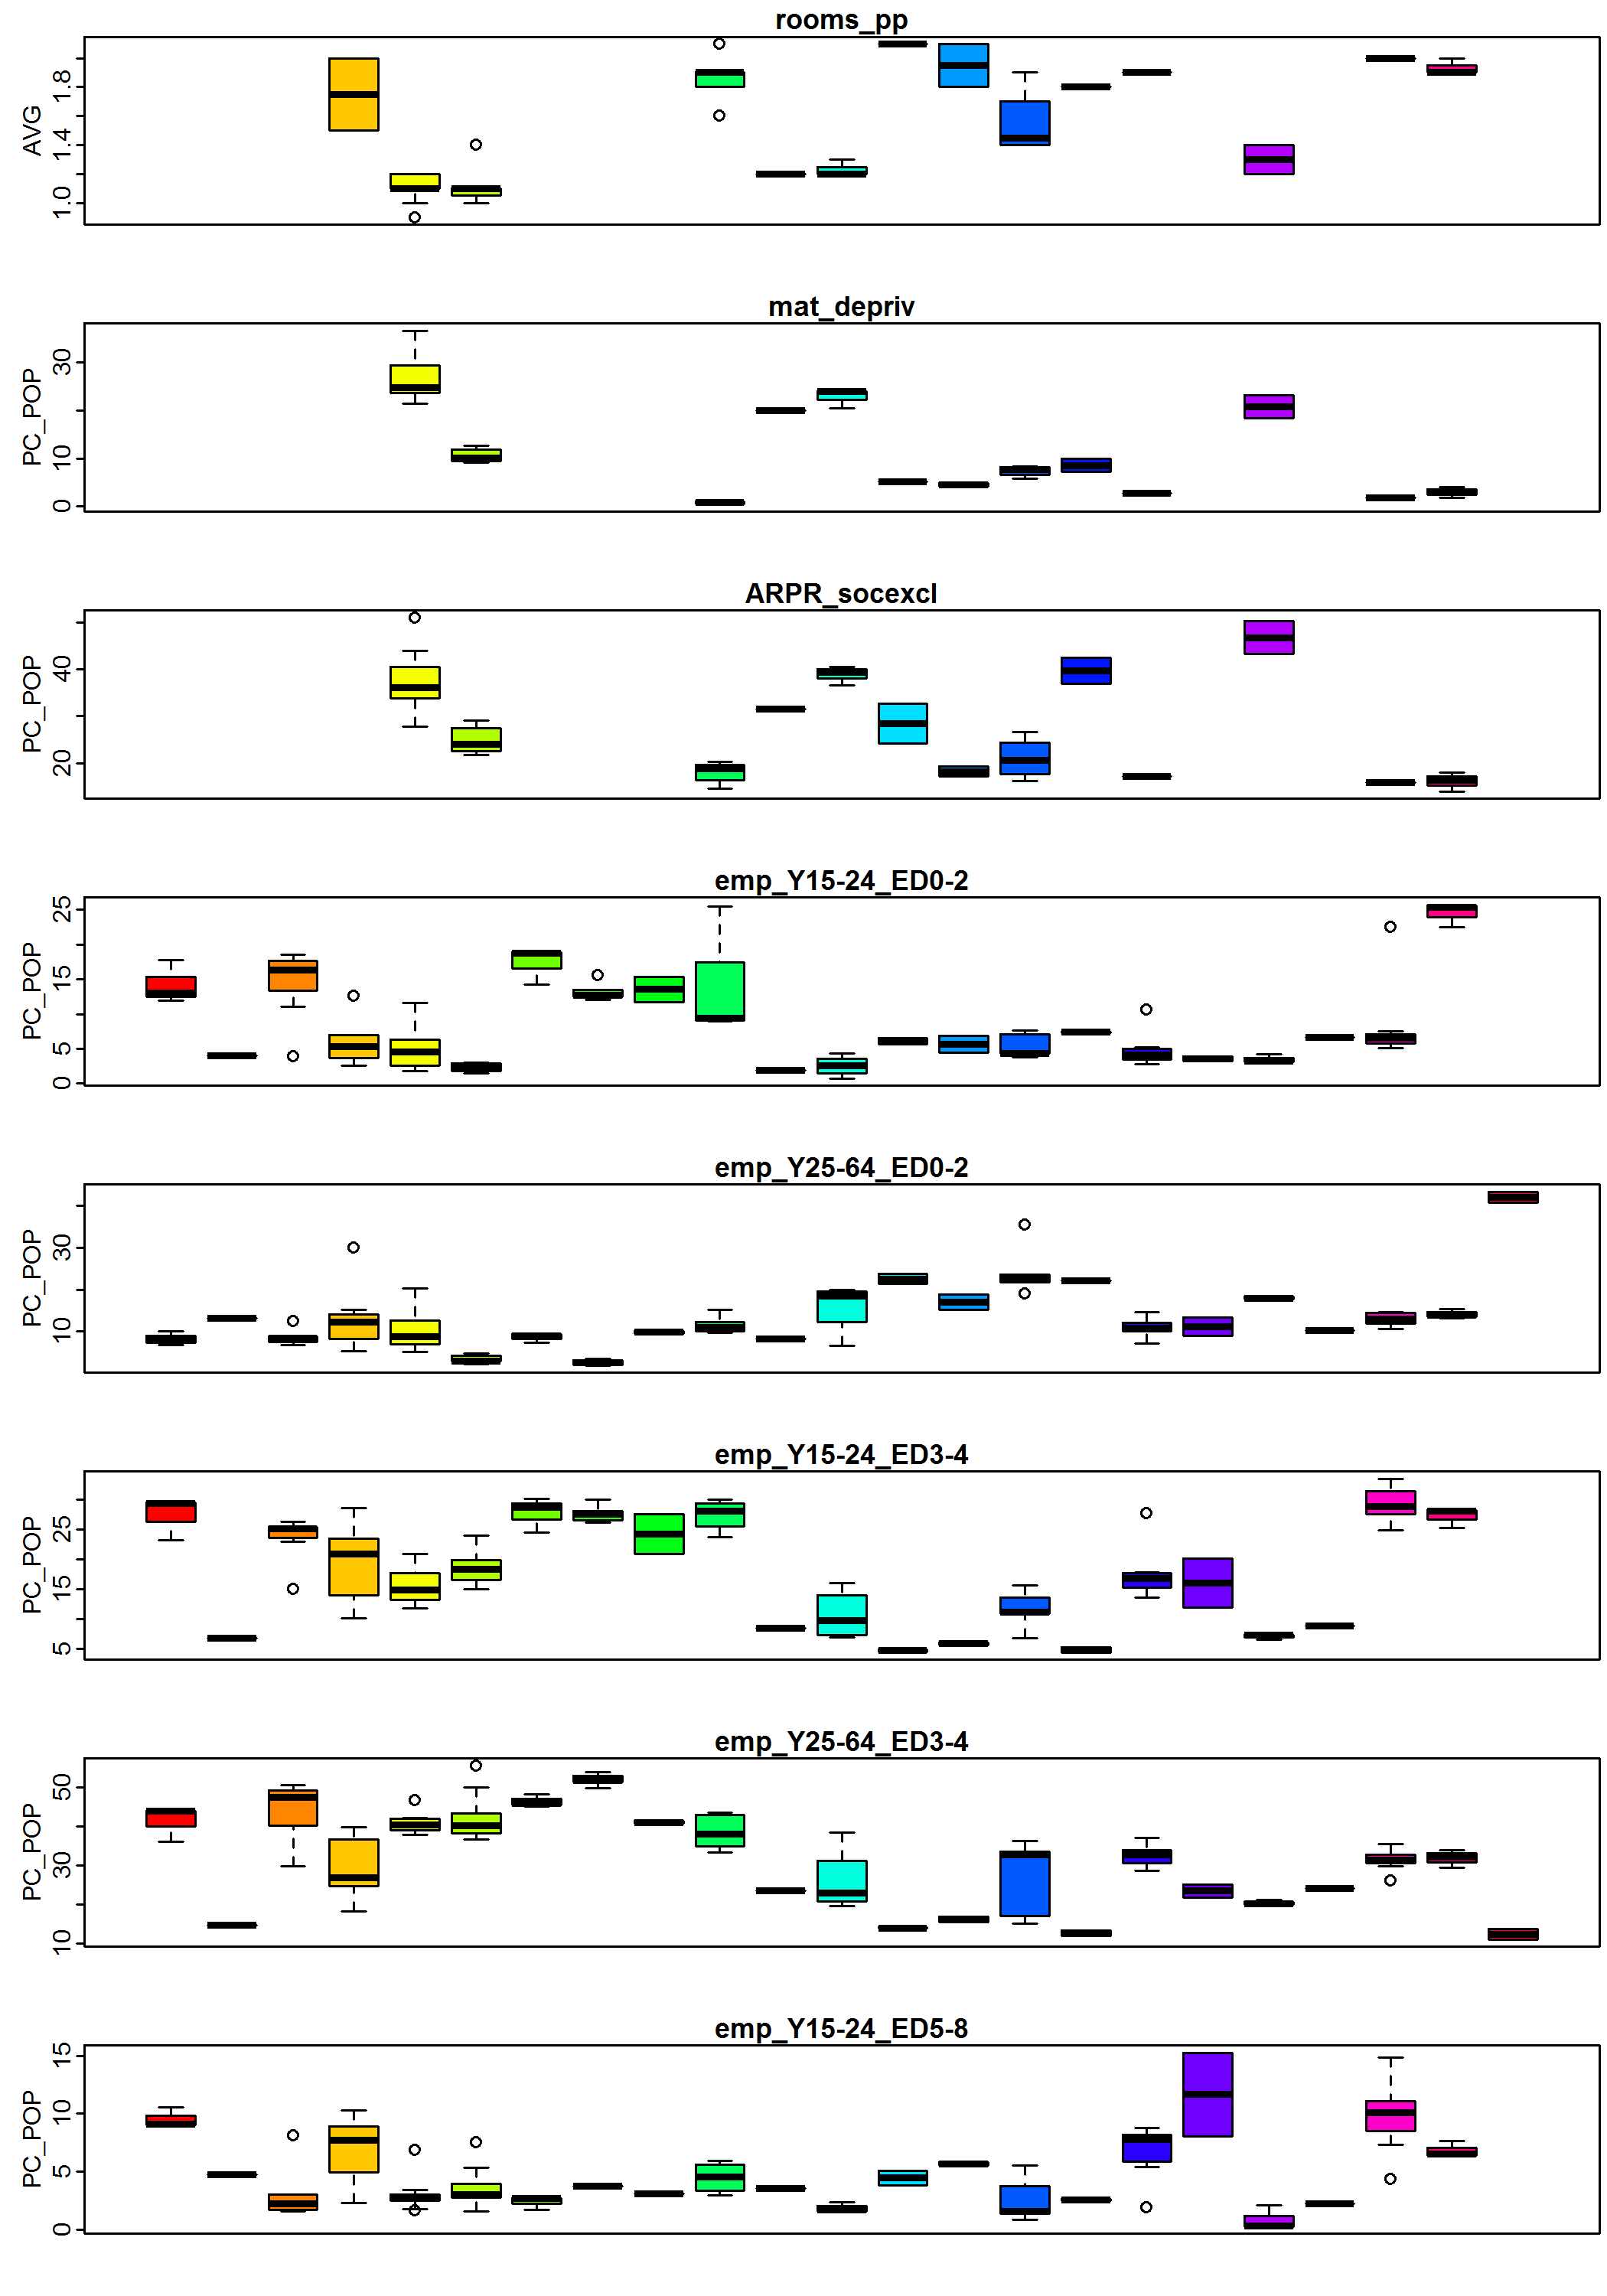 rooms_pp
AVG
1.0 1.4 1.8
mat_depriv
PC_POP
0 10 30
ARPR_socexcl
PC_POP
20 40
emp_Y15-24_ED0-2
PC_POP
0 5 15 25
emp_Y25-64_ED0-2
PC_POP
10 30
emp_Y15-24_ED3-4
PC_POP
5 15 25
emp_Y25-64_ED3-4
PC_POP
10 30 50
emp_Y15-24_ED5-8
PC_POP
0 5 10 15